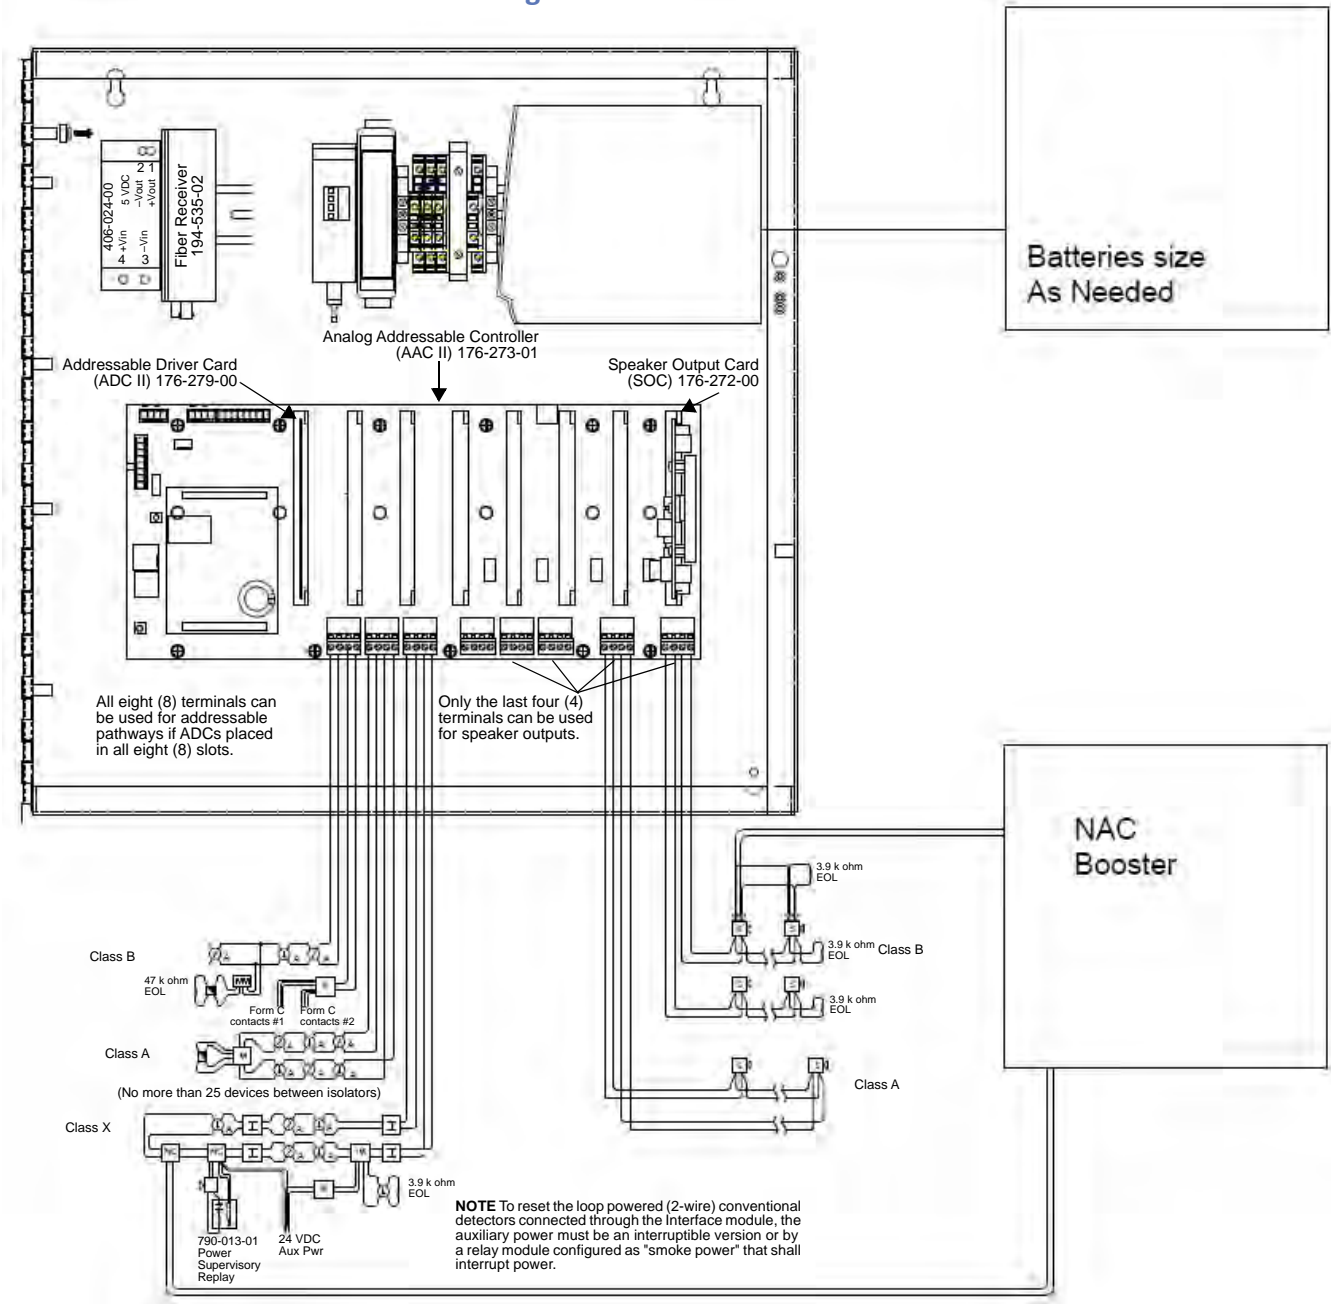 406-024-00
5 VDC
2 1
-Vout
+Vout
+Vin
-Vin
4 3
Fiber Receiver
194-535-02
Batteries size
As Needed
Analog Addressable Controller
(AAC II) 176-273-01
Addressable Driver Card
(ADC II) 176-279-00
Speaker Output Card
(SOC) 176-272-00
All eight (8) terminals can
be used for addressable
pathways if ADCs placed
in all eight (8) slots.
Only the last four (4)
terminals can be used
for speaker outputs.
NAC
Booster
3.9 k ohm
EOL
Class B
47 k ohm
EOL
Form C
contacts #1
Form C
contacts #2
3.9 k ohm
EOL
Class B
3.9 k ohm
EOL
Class A
(No more than 25 devices between isolators)
Class A
Class X
3.9 k ohm
EOL
790-013-01
Power
Supervisory
Replay
24 VDC
Aux Pwr
NOTE To reset the loop powered (2-wire) conventional
detectors connected through the Interface module, the
auxiliary power must be an interruptible version or by
a relay module configured as "smoke power" that shall
interrupt power.